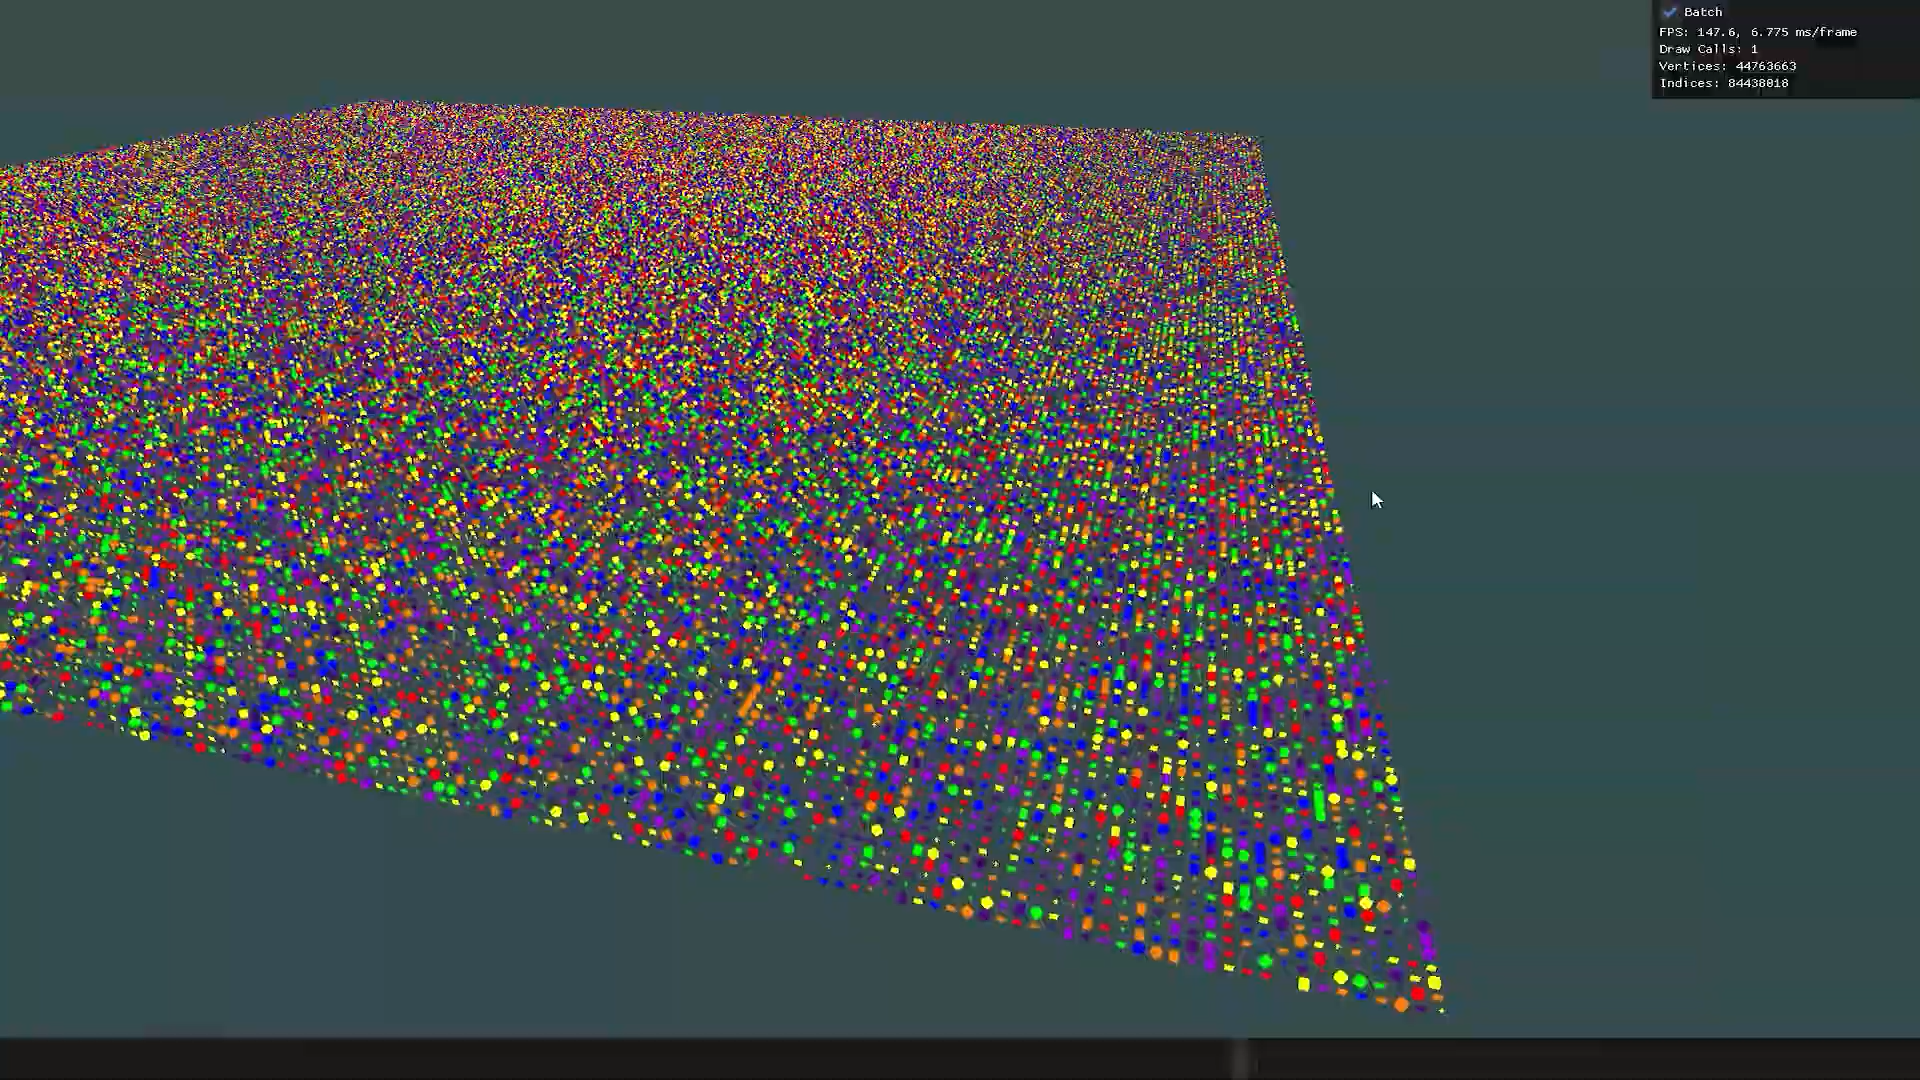 Batch
FPS: 147.6, 6.775 ms/frame
Draw Calls: 1
Vertices: 44763663
Indices: 84438018